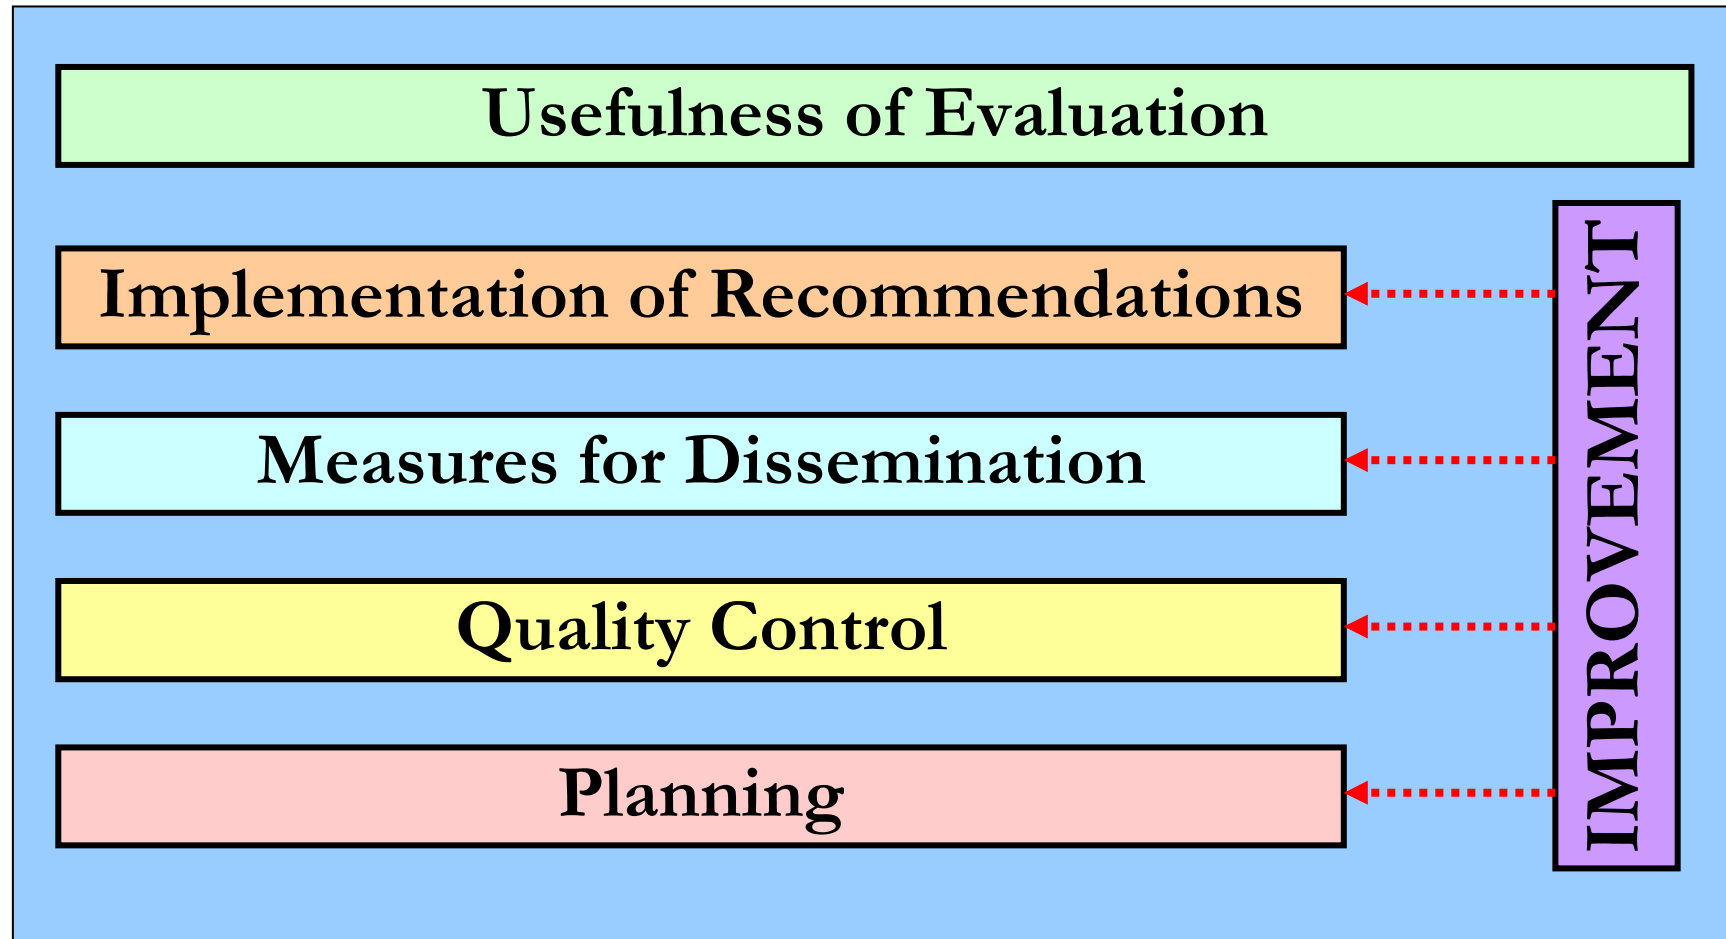 Usefulness of Evaluation
Implementation of Recommendations
Measures for Dissemination
Quality Control
Planning
IMPROVEMENT